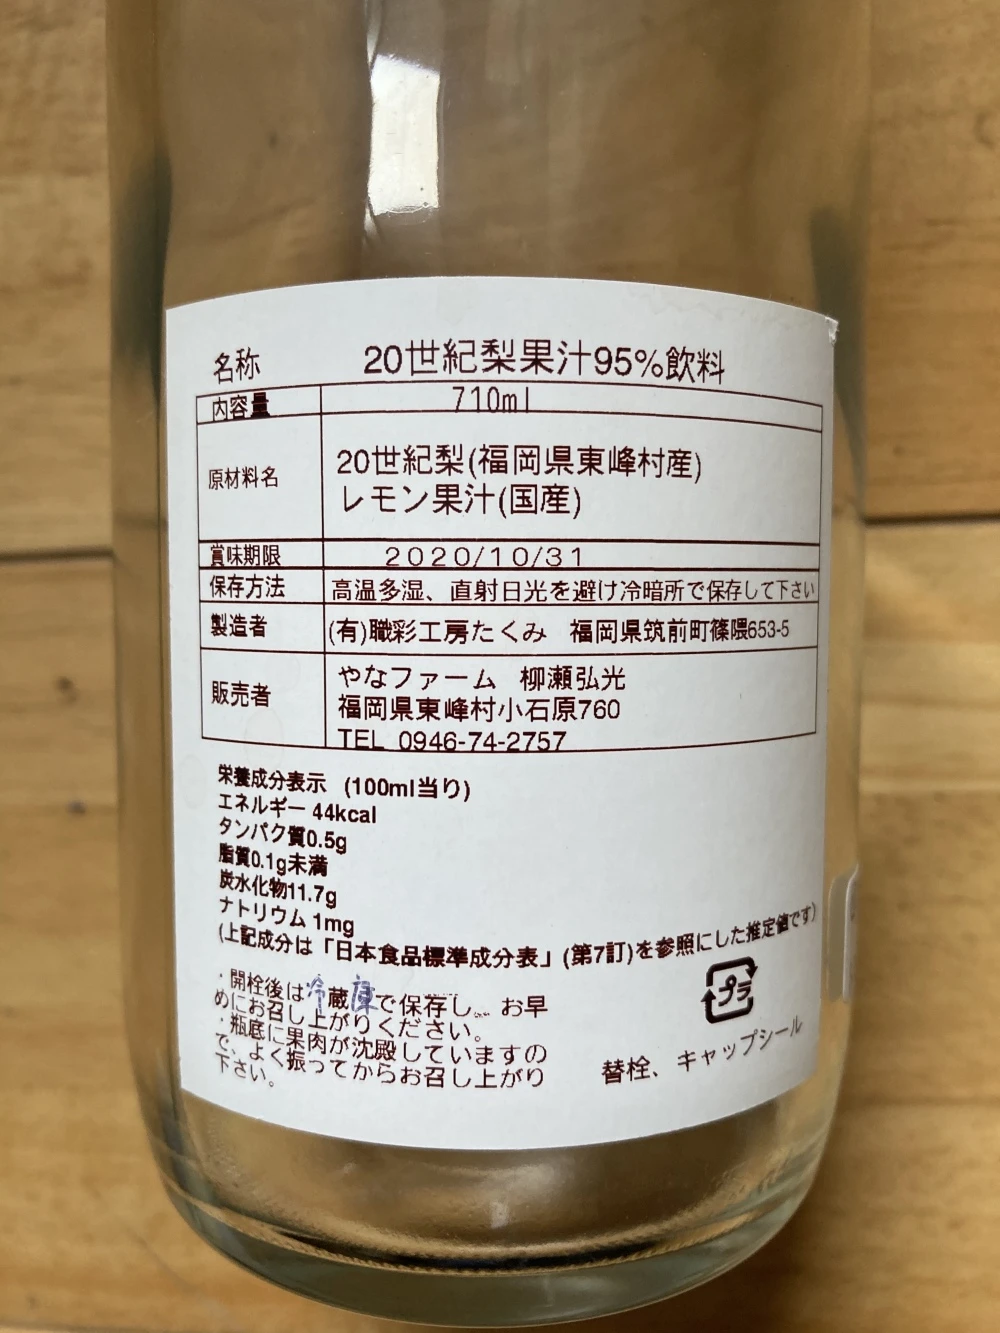 名称 20世紀梨果汁95%飲料
内容量 710ml
原材料名 20世紀梨(福岡県東峰村産)
レモン果汁(国産)
賞味期限 2020/10/31
保存方法 高温多湿、直射日光を避け冷暗所で保存して下さい
製造者 (有)職彩工房たくみ 福岡県筑前町篠隈653-5
販売者 やなファーム 柳瀬弘光
福岡県東峰村小石原760
TEL 0946-74-2757
栄養成分表示 (100ml当り)
エネルギー 44kcal
タンパク質0.5g
脂質0.1g未満
炭水化物11.7g
ナトリウム 1mg
(上記成分は「日本食品標準成分表」(第7訂)を参照にした推定値です)
・開栓後は冷蔵庫で保存し、お早
めにお召し上がりください。
・瓶底に果肉が沈殿していますの
で、よく振ってからお召し上がり
下さい。
プラ
替栓、キャップシール